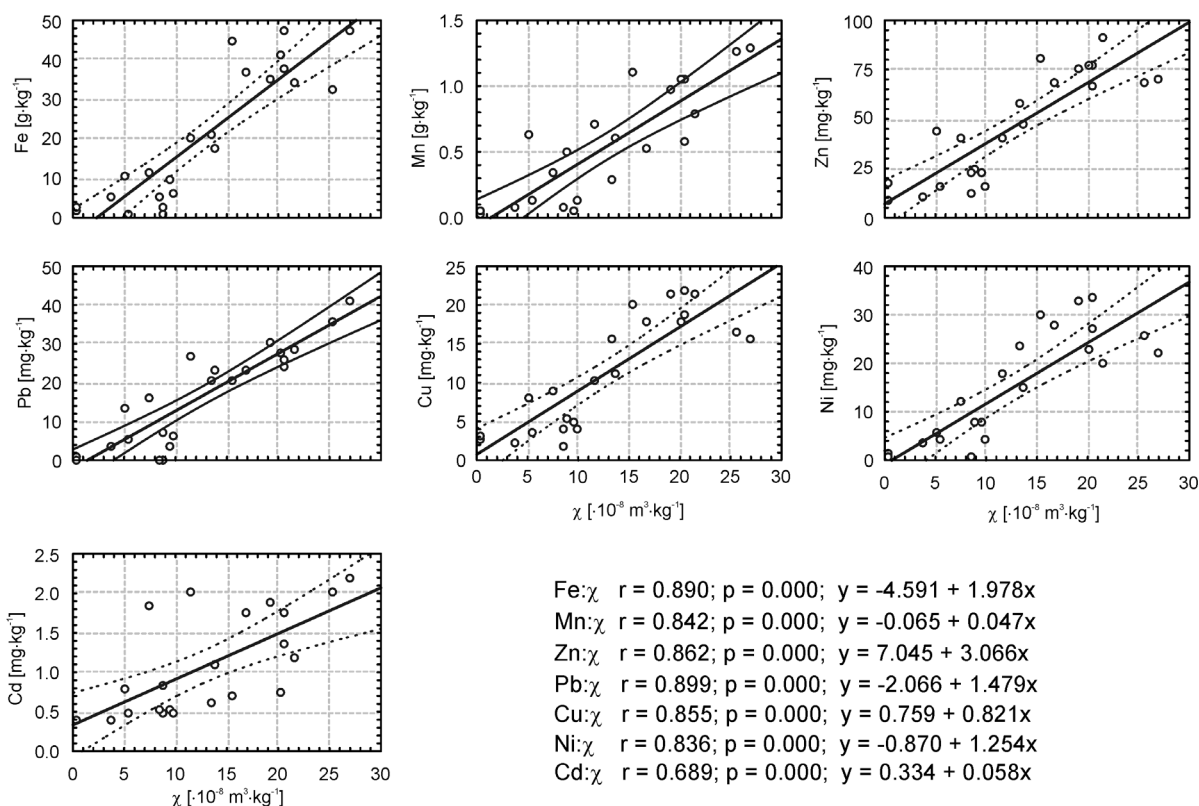 50
40
30
20
10
0
Fe [g·kg⁻¹]
1.5
1.0
0.5
0.0
Mn [g·kg⁻¹]
100
75
50
25
0
Zn [mg·kg⁻¹]
50
40
30
20
10
0
Pb [mg·kg⁻¹]
25
20
15
10
5
0
Cu [mg·kg⁻¹]
0 5 10 15 20 25 30
χ [·10⁻⁸ m³·kg⁻¹]
40
30
20
10
0
Ni [mg·kg⁻¹]
0 5 10 15 20 25 30
χ [·10⁻⁸ m³·kg⁻¹]
2.5
2.0
1.5
1.0
0.5
0.0
Cd [mg·kg⁻¹]
0 5 10 15 20 25 30
χ [·10⁻⁸ m³·kg⁻¹]
Fe:χ r = 0.890; p = 0.000; y = -4.591 + 1.978x
Mn:χ r = 0.842; p = 0.000; y = -0.065 + 0.047x
Zn:χ r = 0.862; p = 0.000; y = 7.045 + 3.066x
Pb:χ r = 0.899; p = 0.000; y = -2.066 + 1.479x
Cu:χ r = 0.855; p = 0.000; y = 0.759 + 0.821x
Ni:χ r = 0.836; p = 0.000; y = -0.870 + 1.254x
Cd:χ r = 0.689; p = 0.000; y = 0.334 + 0.058x